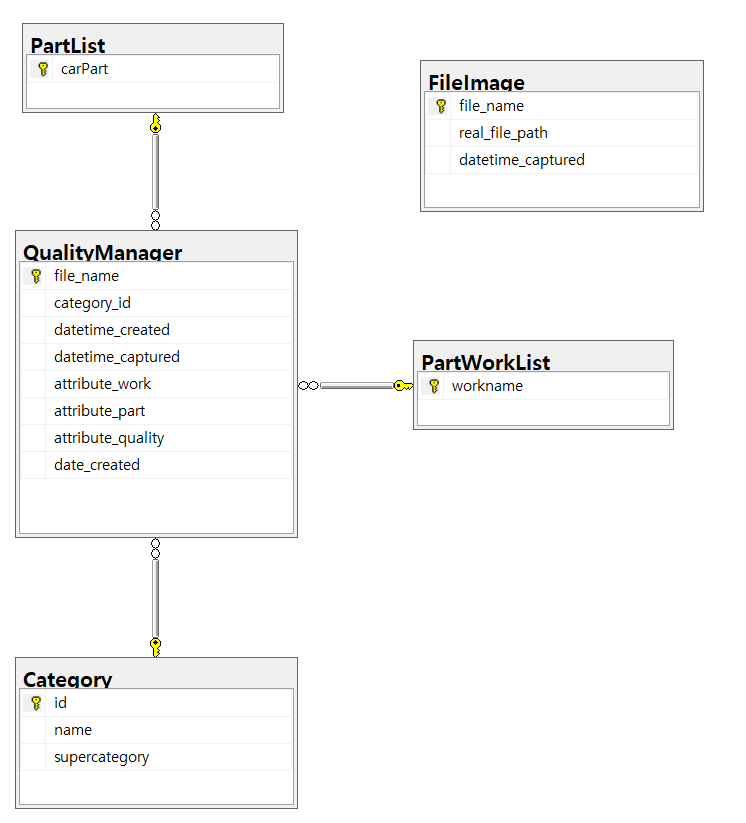 PartList
carPart
FileImage
file_name
real_file_path
datetime_captured
QualityManager
file_name
category_id
datetime_created
datetime_captured
attribute_work
attribute_part
attribute_quality
date_created
PartWorkList
workname
Category
id
name
supercategory